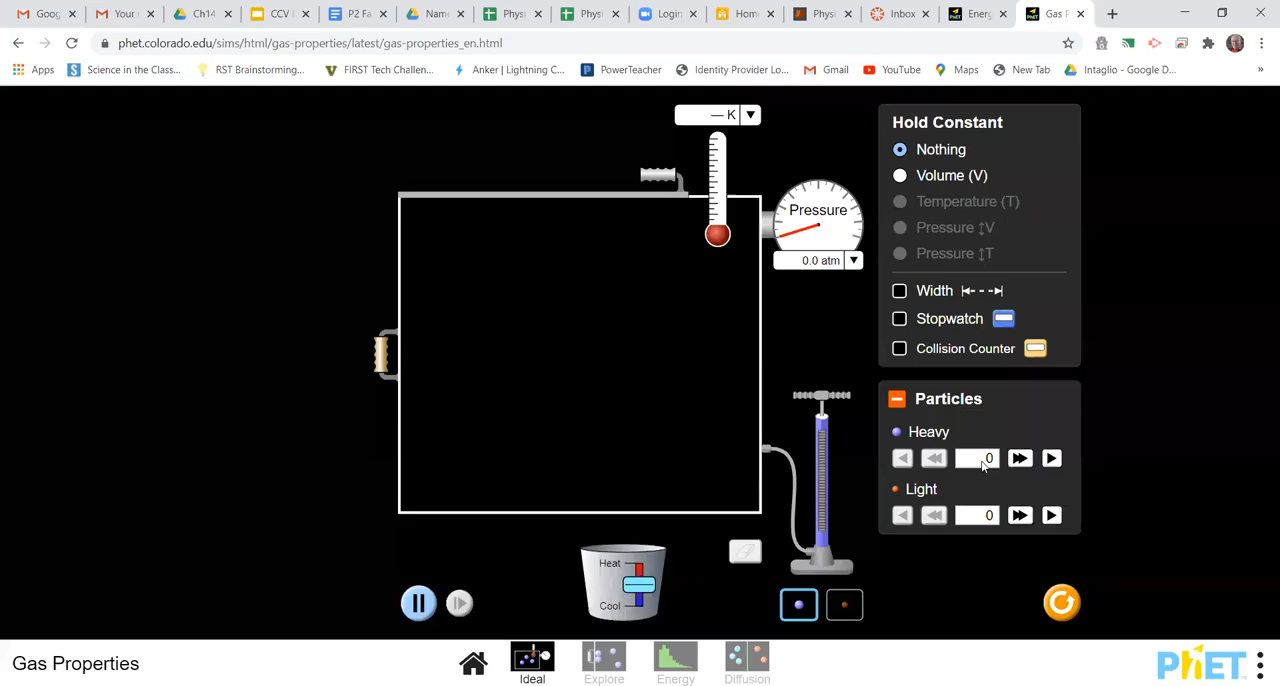 Goog
Your
Ch14
CCV
P2 Fa
Name
Physi
Physi
Login
Hom
Physi
Inbox
Energ
Gas P
phet.colorado.edu/sims/html/gas-properties/latest/gas-properties_en.html
Apps
Science in the Class...
RST Brainstorming...
FIRST Tech Challen...
Anker | Lightning C...
PowerTeacher
Identity Provider Lo...
Gmail
YouTube
Maps
New Tab
Intaglio - Google D...
»
— K
Pressure
0.0 atm
Hold Constant
Nothing
Volume (V)
Temperature (T)
Pressure ↕V
Pressure ↕T
Width
Stopwatch
Collision Counter
Particles
Heavy
0
Light
0
Heat
Cool
Gas Properties
Ideal
Explore
Energy
Diffusion
PhET